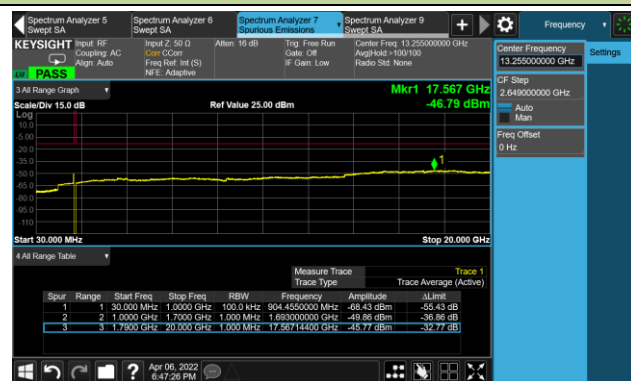 Spectrum Analyzer 5
Swept SA
Spectrum Analyzer 6
Swept SA
Spectrum Analyzer 7
Spurious Emissions
Spectrum Analyzer 9
Swept SA
+
Frequency
KEYSIGHT
Input: RF
Coupling: AC
Align: Auto
Input Z: 50 Ω
Corr CCorr
Freq Ref: Int (S)
NFE: Adaptive
Atten: 16 dB
Trig: Free Run
Gate: Off
IF Gain: Low
Center Freq: 13.255000000 GHz
Avg|Hold:>100/100
Radio Std: None
PASS
Center Frequency
13.255000000 GHz
Settings
CF Step
2.649000000 GHz
Auto
Man
Freq Offset
0 Hz
3 All Range Graph
Mkr1 17.567 GHz
Scale/Div 15.0 dB
Ref Value 25.00 dBm
-46.79 dBm
Log
10.0
-5.00
-20.0
-35.0
-50.0
-65.0
-80.0
-95.0
-110
1
Start 30.000 MHz
Stop 20.000 GHz
4 All Range Table
Measure Trace
Trace 1
Trace Type
Trace Average (Active)
Spur Range Start Freq Stop Freq RBW Frequency Amplitude ΔLimit
1 1 30.000 MHz 1.0000 GHz 100.0 kHz 904.4550000 MHz -68.43 dBm -55.43 dB
2 2 1.0000 GHz 1.7000 GHz 1.000 MHz 1.693000000 GHz -49.86 dBm -36.86 dB
3 3 1.7900 GHz 20.000 GHz 1.000 MHz 17.56714400 GHz -45.77 dBm -32.77 dB
?
Apr 06, 2022
6:47:26 PM